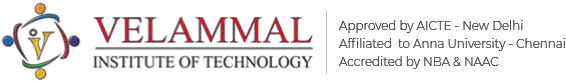 VELAMMAL
INSTITUTE OF TECHNOLOGY
Approved by AICTE - New Delhi
Affiliated to Anna University - Chennai
Accredited by NBA & NAAC